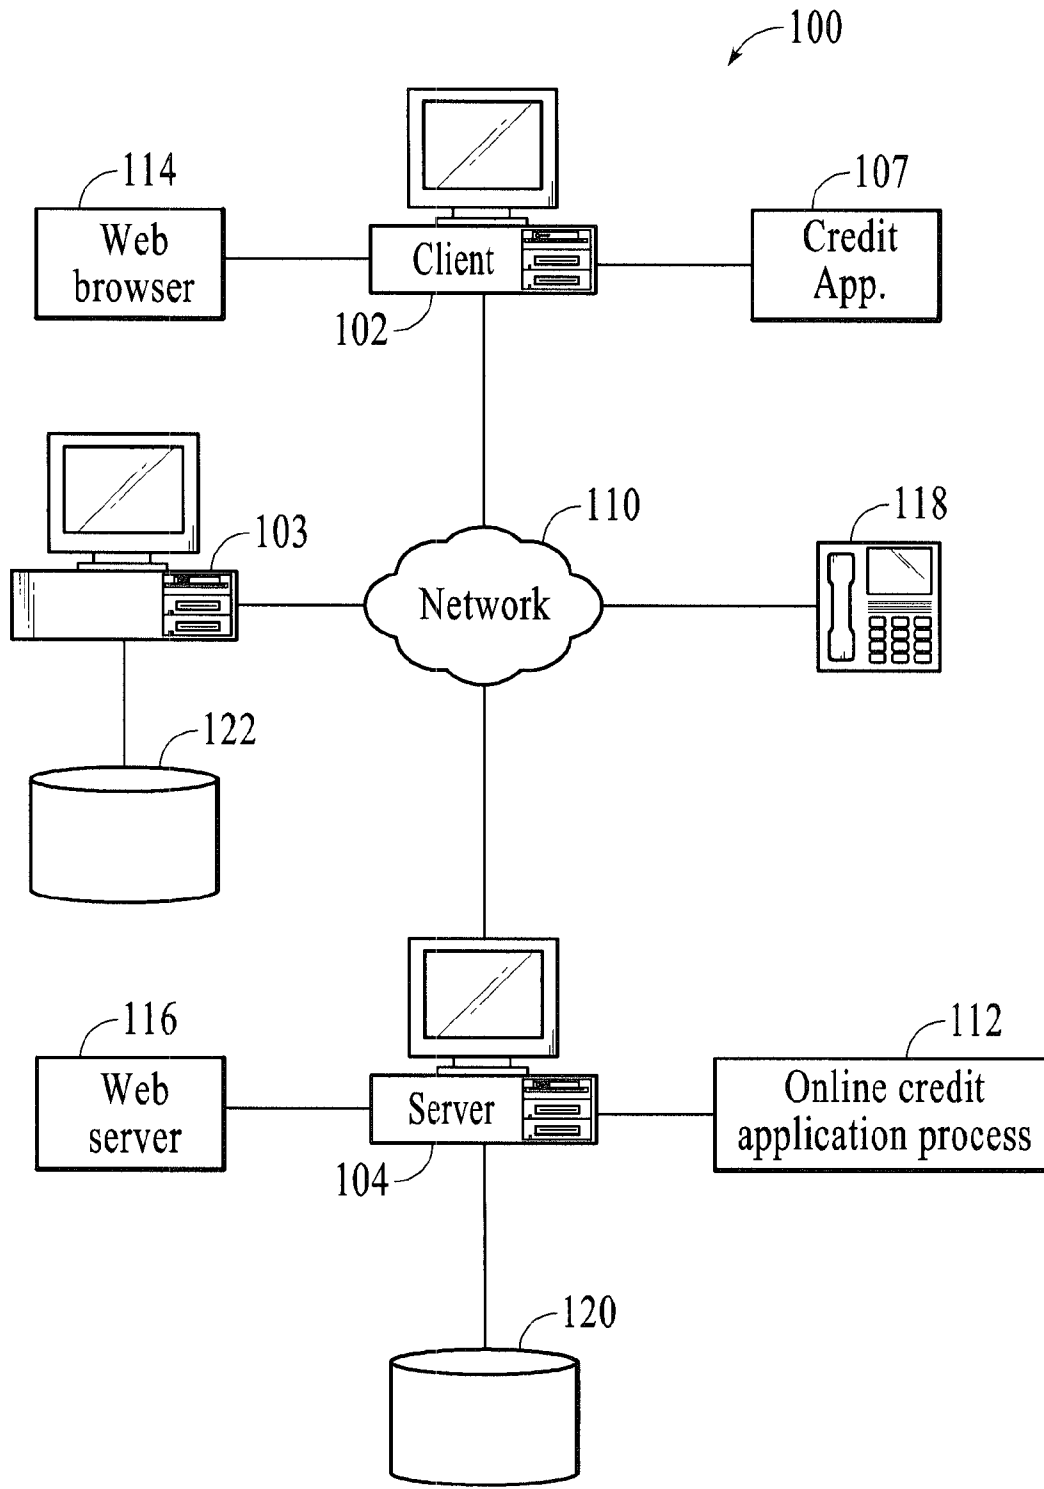 100
114
107
Web
browser
Client
Credit
App.
102
103
110
118
Network
122
116
112
Web
server
Server
Online credit
application process
104
120